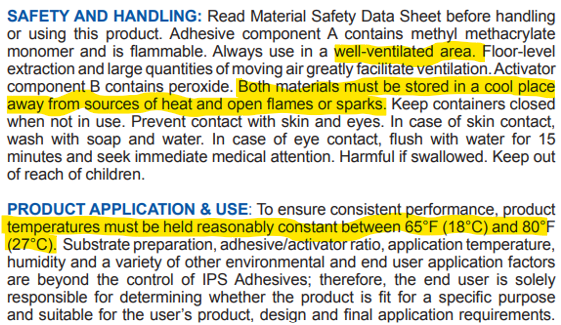 SAFETY AND HANDLING: Read Material Safety Data Sheet before handling
or using this product. Adhesive component A contains methyl methacrylate
monomer and is flammable. Always use in a well-ventilated area. Floor-level
extraction and large quantities of moving air greatly facilitate ventilation. Activator
component B contains peroxide. Both materials must be stored in a cool place
away from sources of heat and open flames or sparks. Keep containers closed
when not in use. Prevent contact with skin and eyes. In case of skin contact,
wash with soap and water. In case of eye contact, flush with water for 15
minutes and seek immediate medical attention. Harmful if swallowed. Keep out
of reach of children.
PRODUCT APPLICATION & USE: To ensure consistent performance, product
temperatures must be held reasonably constant between 65°F (18°C) and 80°F
(27°C). Substrate preparation, adhesive/activator ratio, application temperature,
humidity and a variety of other environmental and end user application factors
are beyond the control of IPS Adhesives; therefore, the end user is solely
responsible for determining whether the product is fit for a specific purpose
and suitable for the user's product, design and final application requirements.